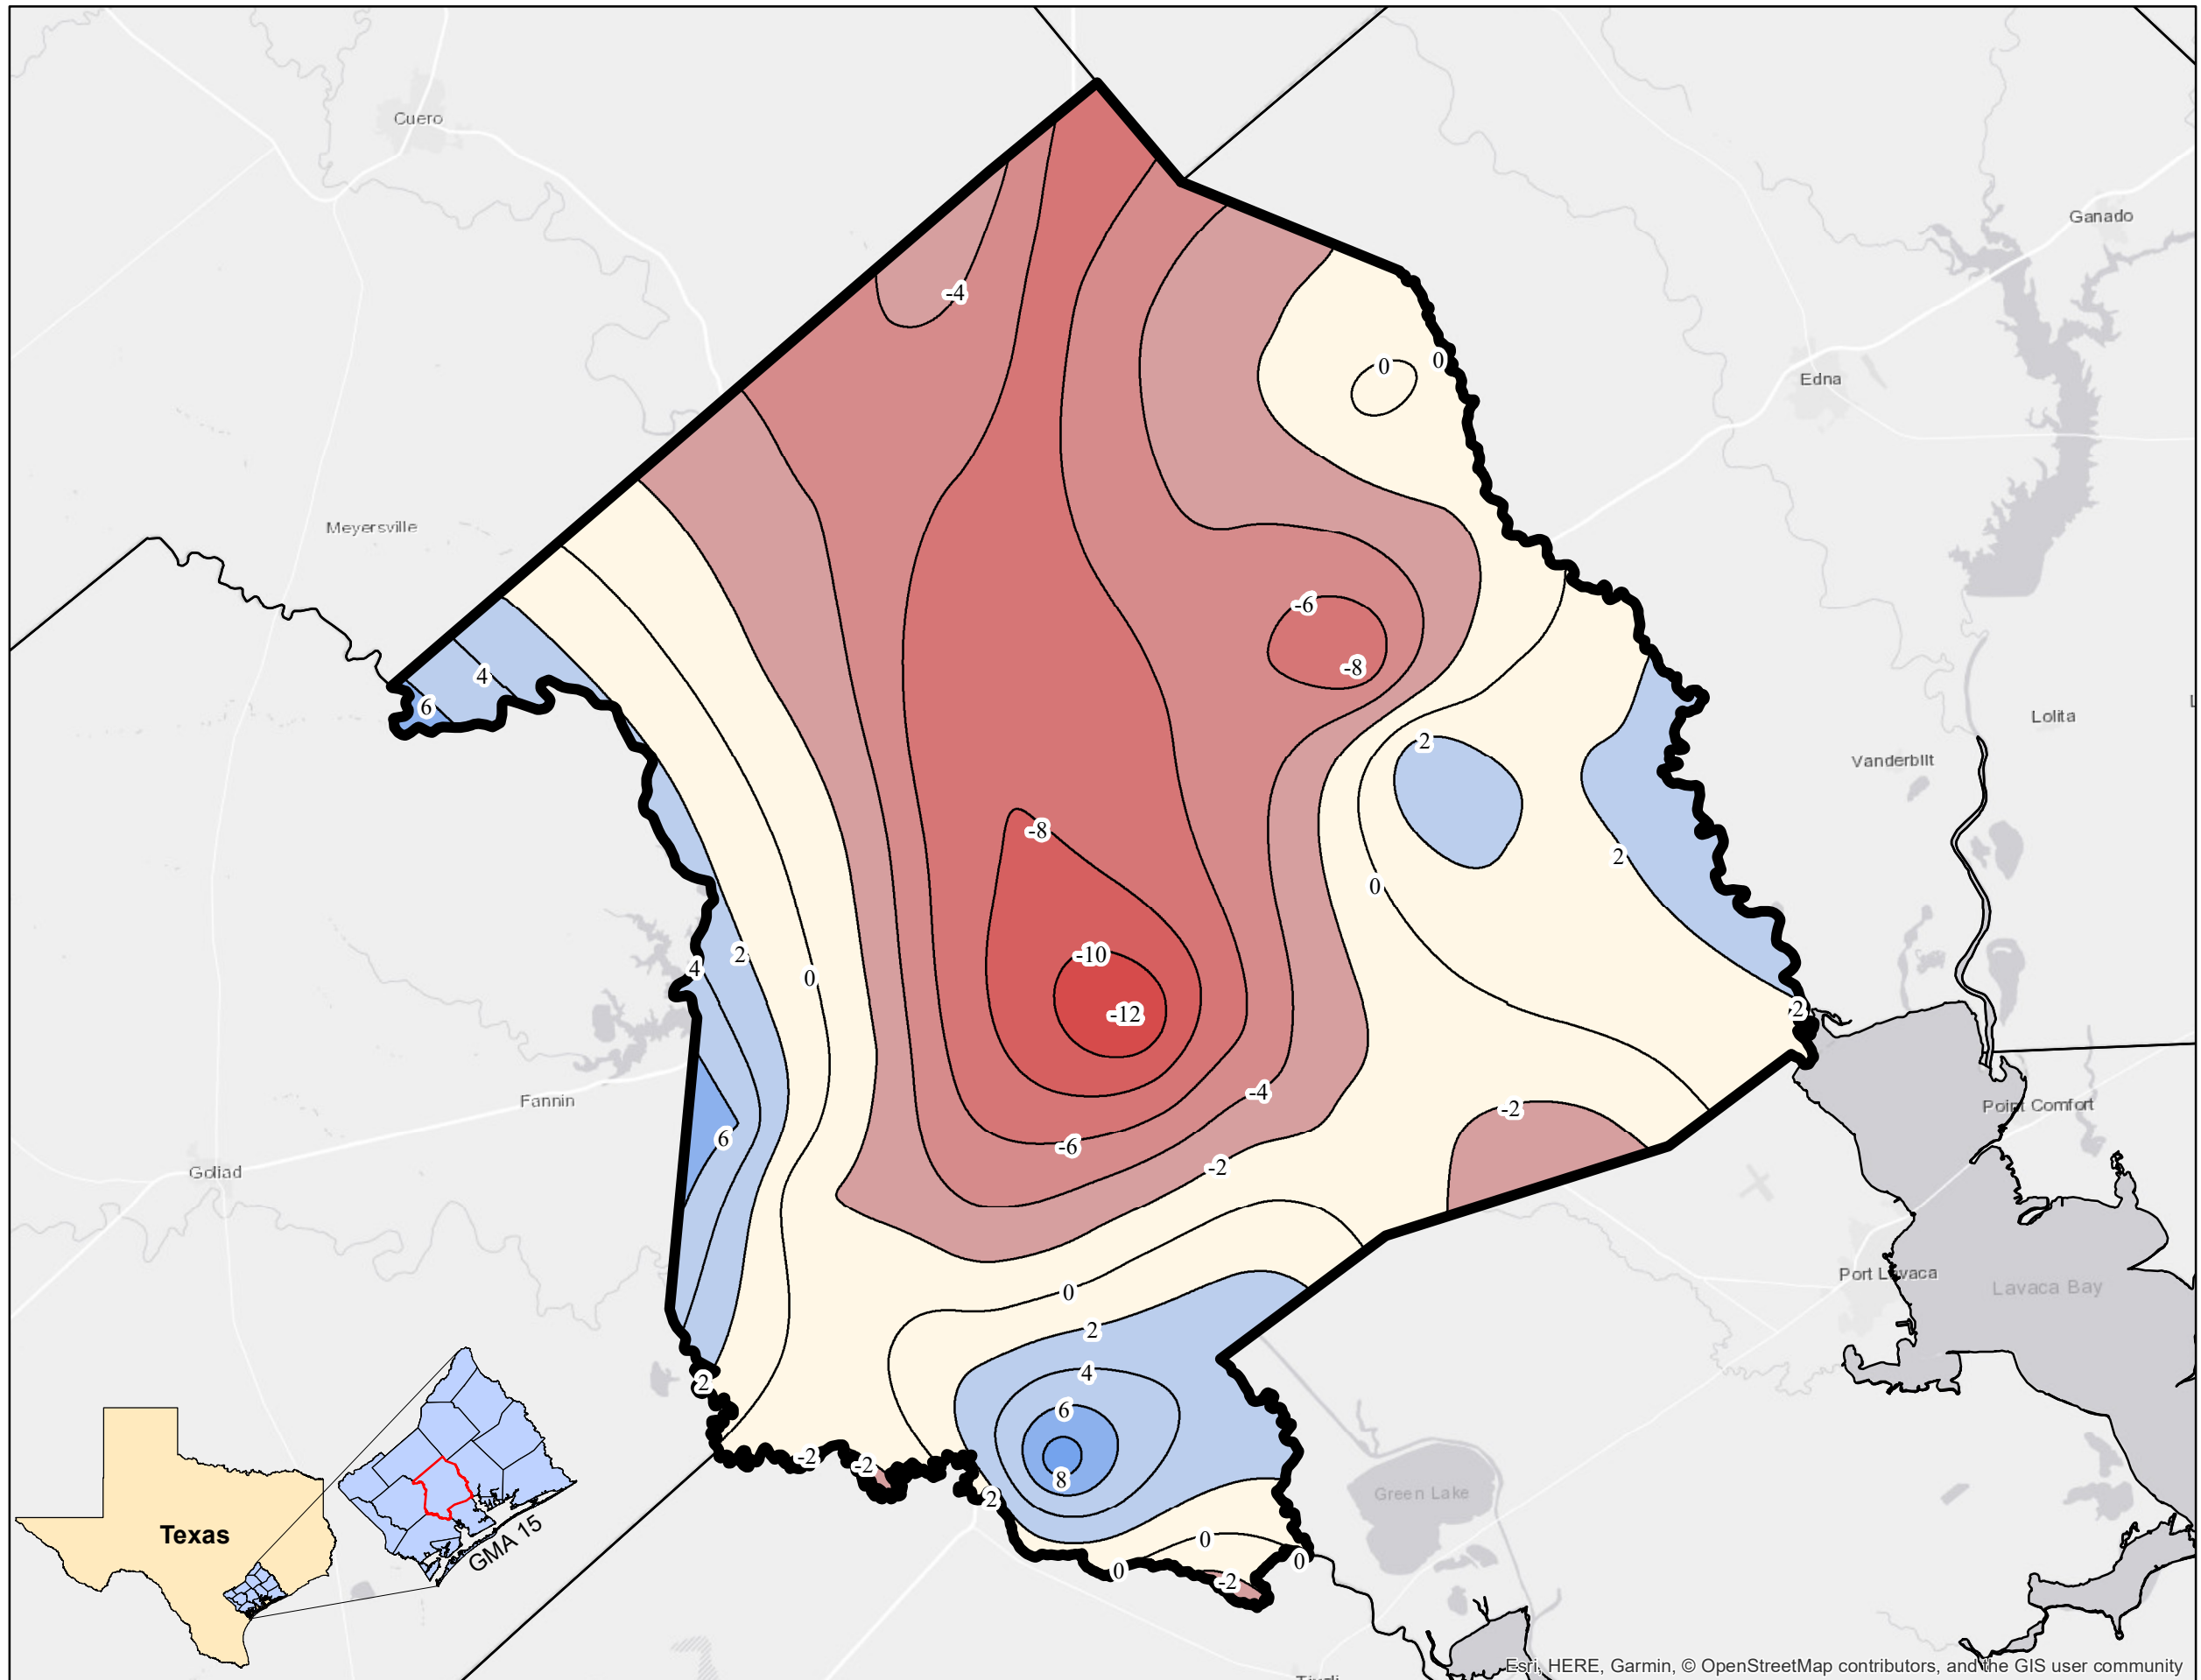 Cuero
Ganado
-4
0
0
Edna
Meyersville
-6
-8
4
6
2
Lolita
Vanderbilt
-8
2
0
-10
2
4
0
-12
2
-4
Fannin
-2
Point Comfort
6
-6
-2
Goliad
Port Lavaca
Lavaca Bay
0
2
4
2
6
-2
-2
8
2
Green Lake
Texas
GMA 15
0
0
0
-2
Esri, HERE, Garmin, © OpenStreetMap contributors, and the GIS user community